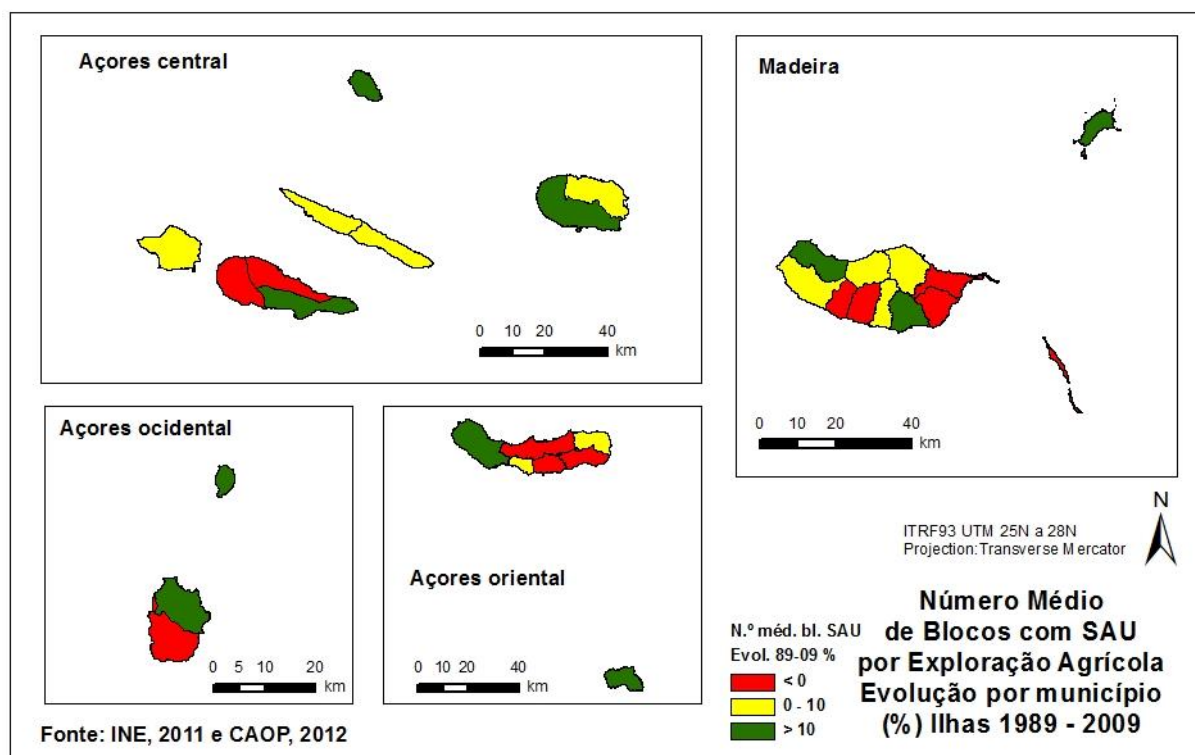 Açores central
0 10 20 40
km
Madeira
0 10 20 40
km
Açores ocidental
0 5 10 20
km
Açores oriental
0 10 20 40
km
N
ITRF93 UTM 25N a 28N
Projection:Transverse Mercator
N.º méd. bl. SAU
Evol. 89-09 %
< 0
0 - 10
> 10
Número Médio
de Blocos com SAU
por Exploração Agrícola
Evolução por município
(%) Ilhas 1989 - 2009
Fonte: INE, 2011 e CAOP, 2012